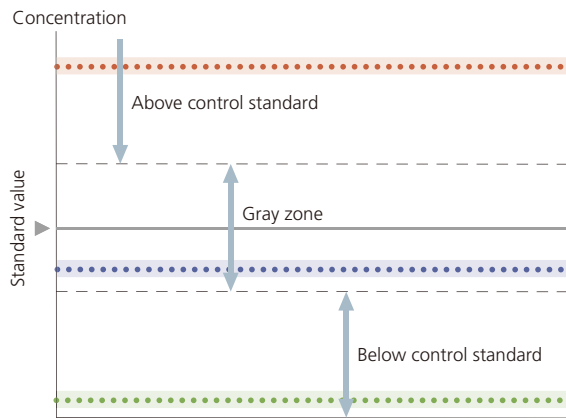 Concentration
Above control standard
Gray zone
Standard value
Below control standard